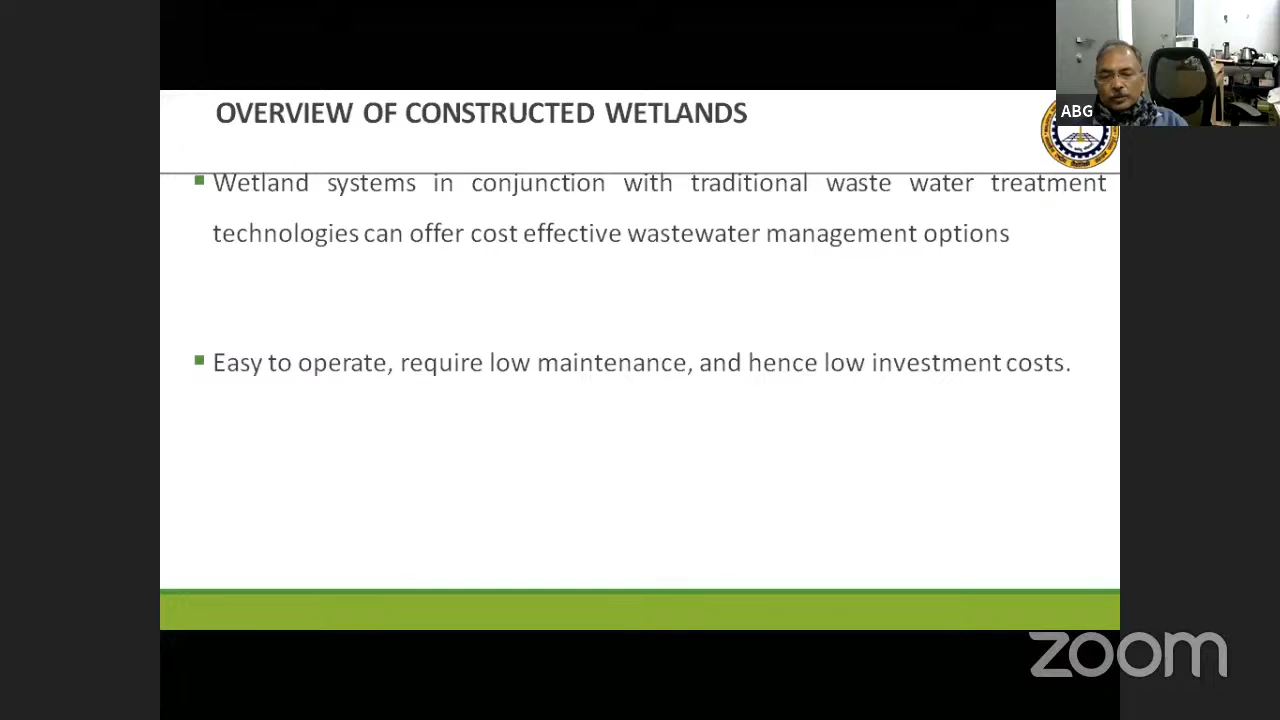 OVERVIEW OF CONSTRUCTED WETLANDS
ABG
Wetland systems in conjunction with traditional waste water treatment
technologies can offer cost effective wastewater management options
Easy to operate, require low maintenance, and hence low investment costs.
zoom